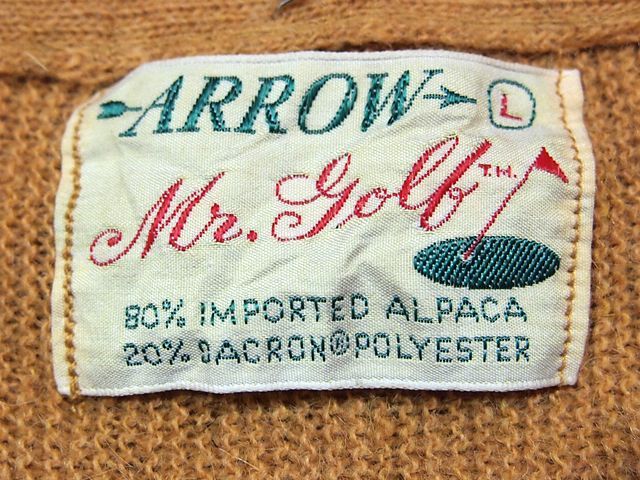 ARROW L
Mr. Golf T.M.
80% IMPORTED ALPACA
20% DACRON® POLYESTER